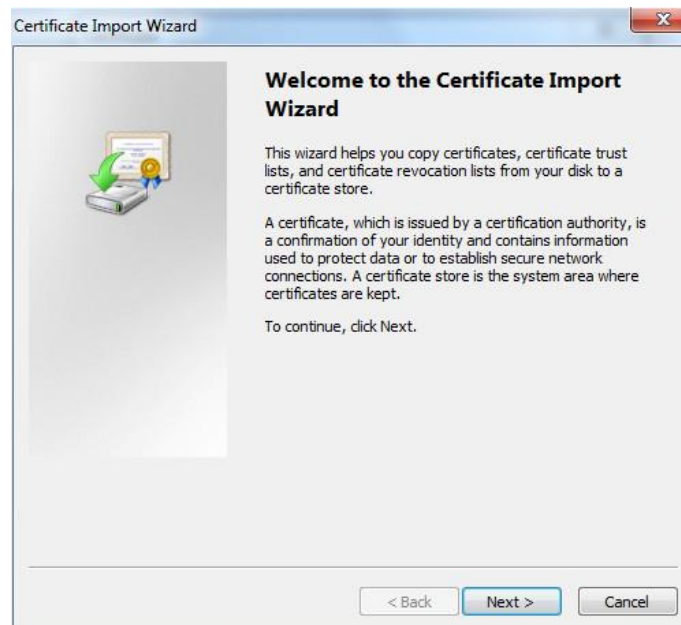 Certificate Import Wizard
Welcome to the Certificate Import
Wizard
This wizard helps you copy certificates, certificate trust
lists, and certificate revocation lists from your disk to a
certificate store.
A certificate, which is issued by a certification authority, is
a confirmation of your identity and contains information
used to protect data or to establish secure network
connections. A certificate store is the system area where
certificates are kept.
To continue, click Next.
< Back Next > Cancel